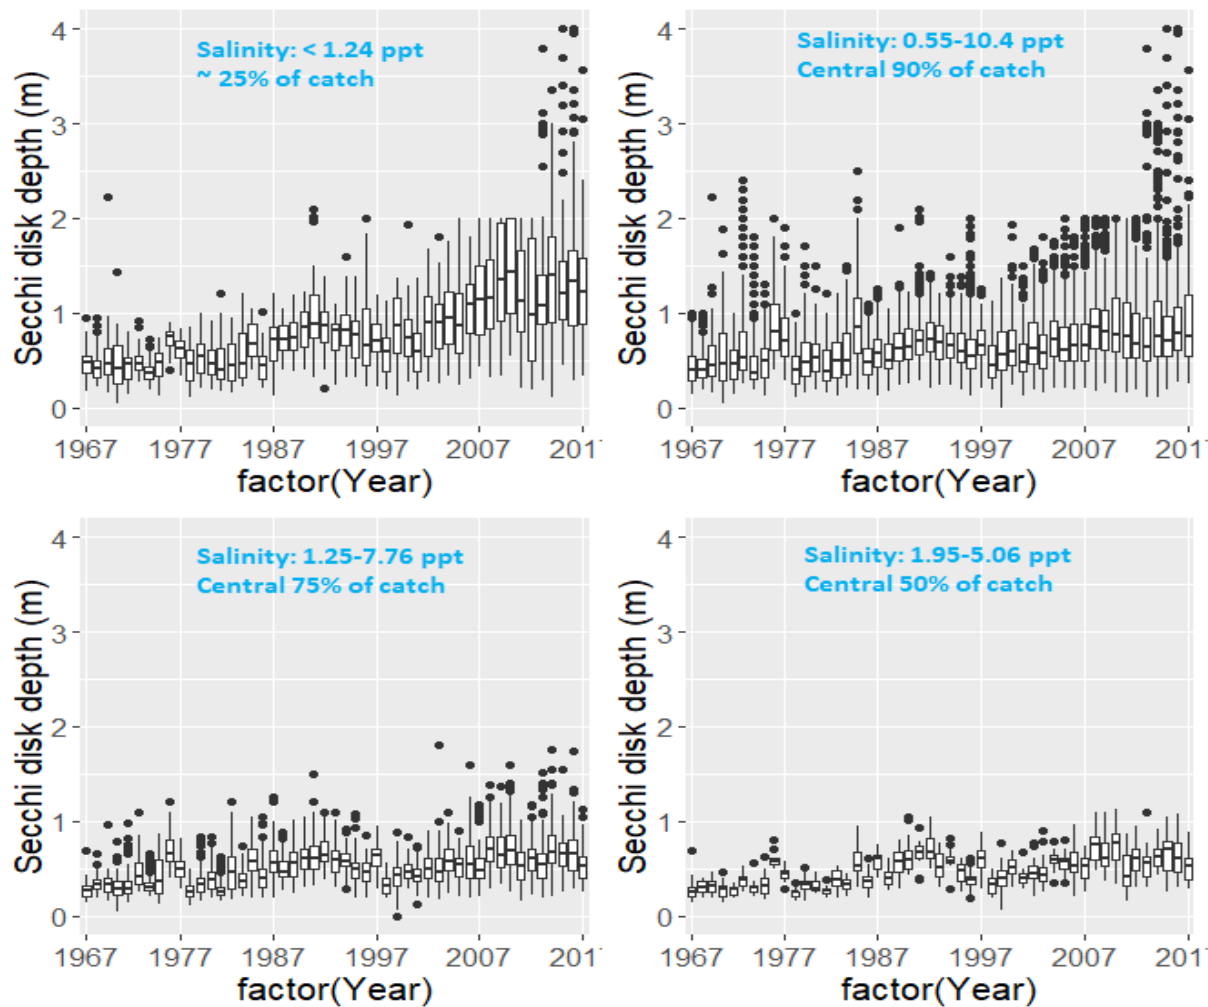 Salinity: < 1.24 ppt
~ 25% of catch
Secchi disk depth (m)
4
3
2
1
0
1967 1977 1987 1997 2007 201
factor(Year)
Salinity: 0.55-10.4 ppt
Central 90% of catch
Secchi disk depth (m)
4
3
2
1
0
1967 1977 1987 1997 2007 201
factor(Year)
Salinity: 1.25-7.76 ppt
Central 75% of catch
Secchi disk depth (m)
4
3
2
1
0
1967 1977 1987 1997 2007 201
factor(Year)
Salinity: 1.95-5.06 ppt
Central 50% of catch
Secchi disk depth (m)
4
3
2
1
0
1967 1977 1987 1997 2007 201
factor(Year)